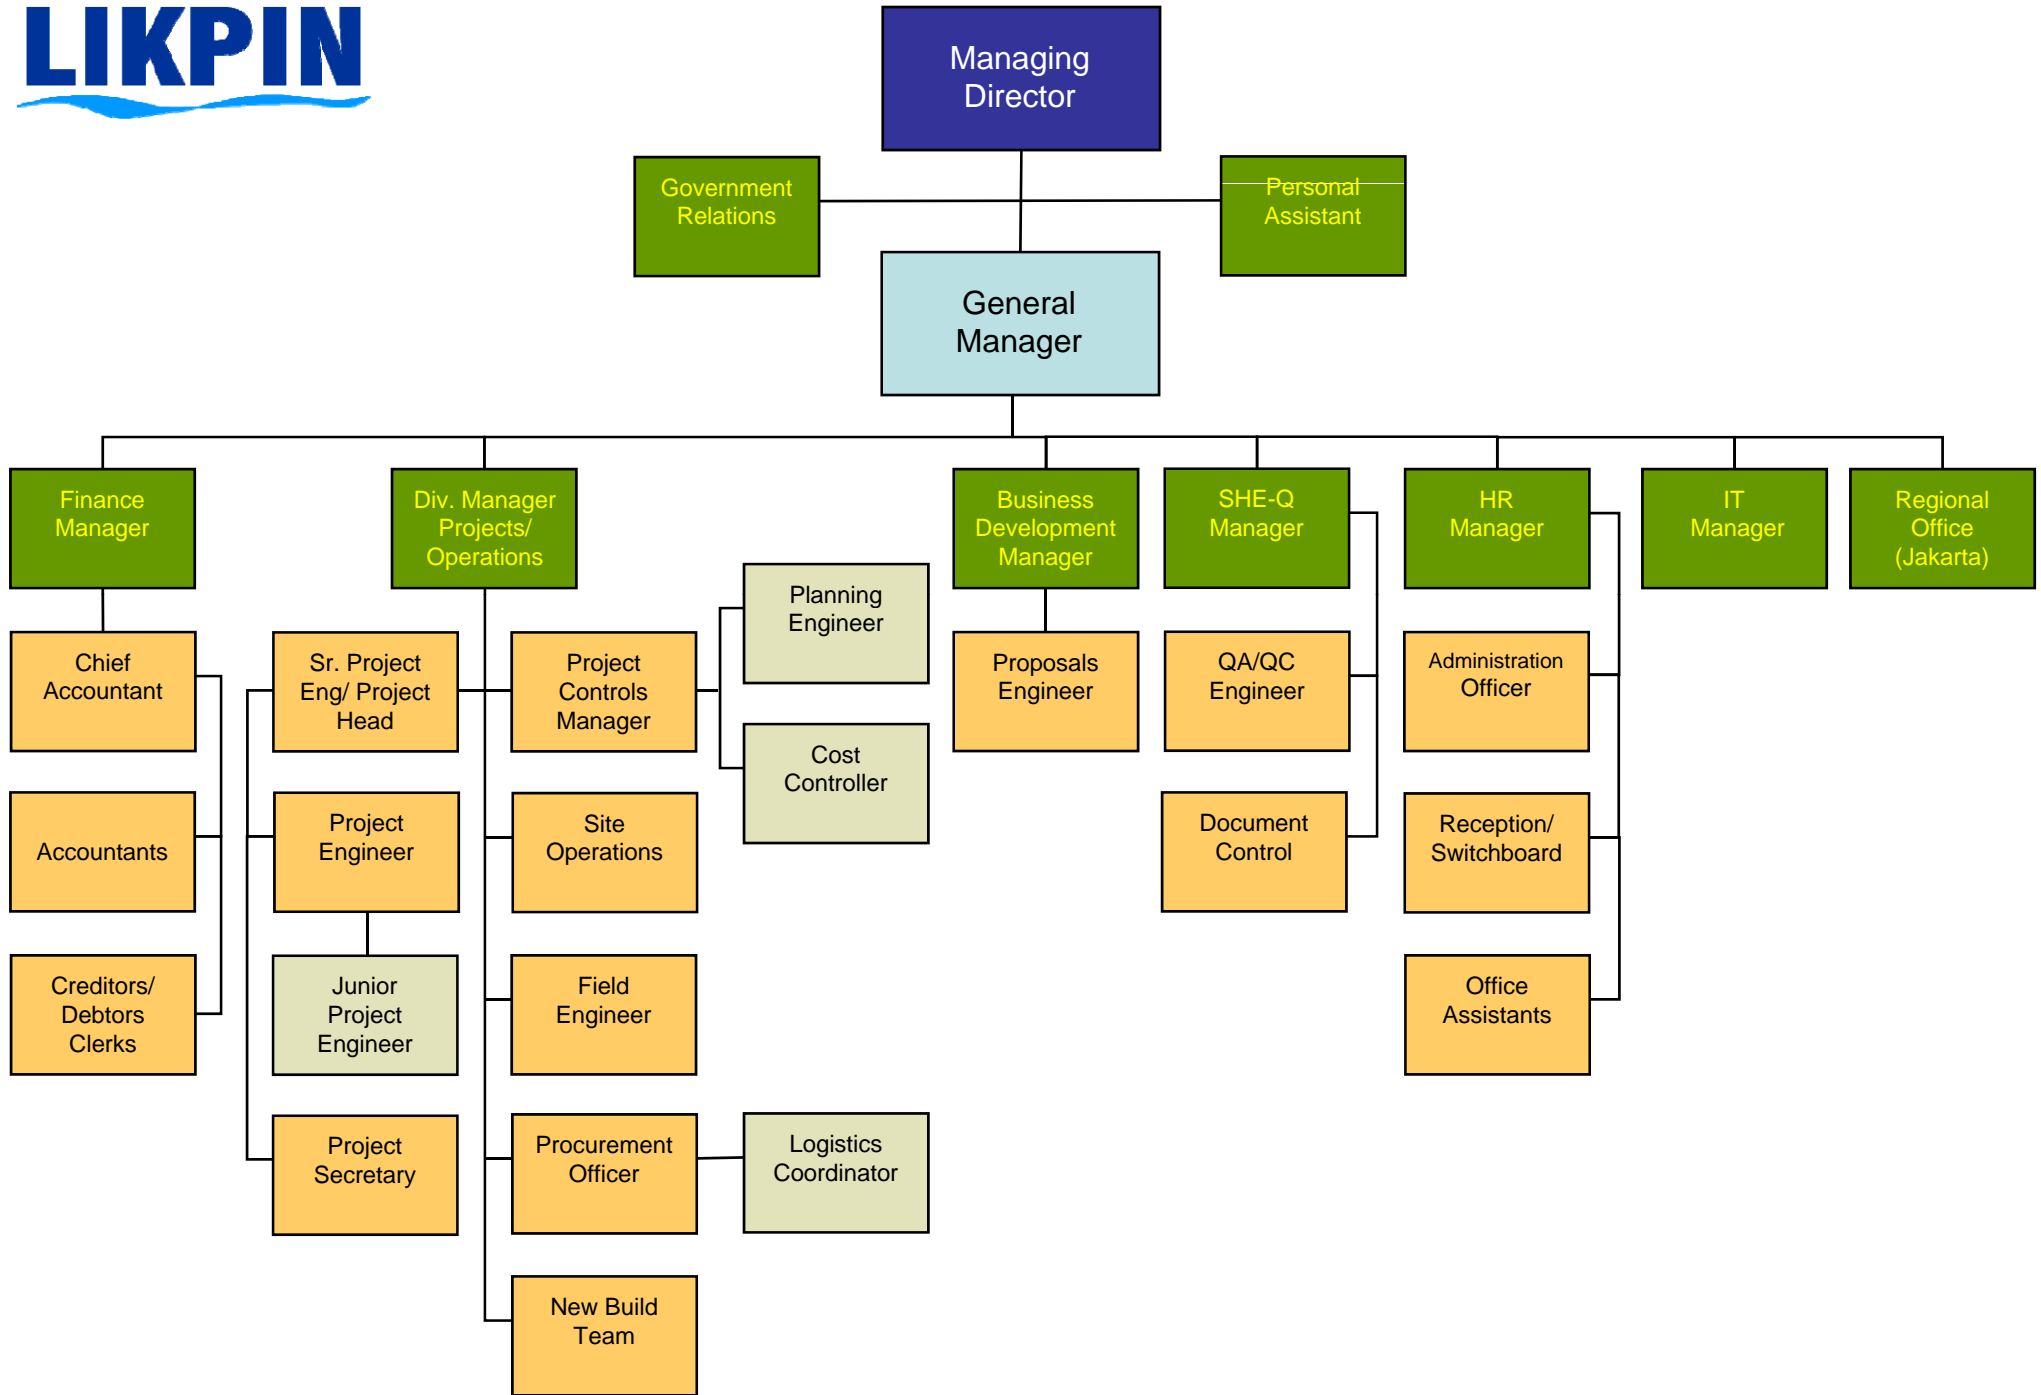 LIKPIN
Managing
Director
Government
Relations
Personal
Assistant
General
Manager
Finance
Manager
Div. Manager
Projects/
Operations
Business
Development
Manager
SHE-Q
Manager
HR
Manager
IT
Manager
Regional
Office
(Jakarta)
Chief
Accountant
Sr. Project
Eng/ Project
Head
Project
Controls
Manager
Planning
Engineer
Cost
Controller
Proposals
Engineer
QA/QC
Engineer
Administration
Officer
Accountants
Project
Engineer
Site
Operations
Document
Control
Reception/
Switchboard
Creditors/
Debtors
Clerks
Junior
Project
Engineer
Field
Engineer
Office
Assistants
Project
Secretary
Procurement
Officer
Logistics
Coordinator
New Build
Team